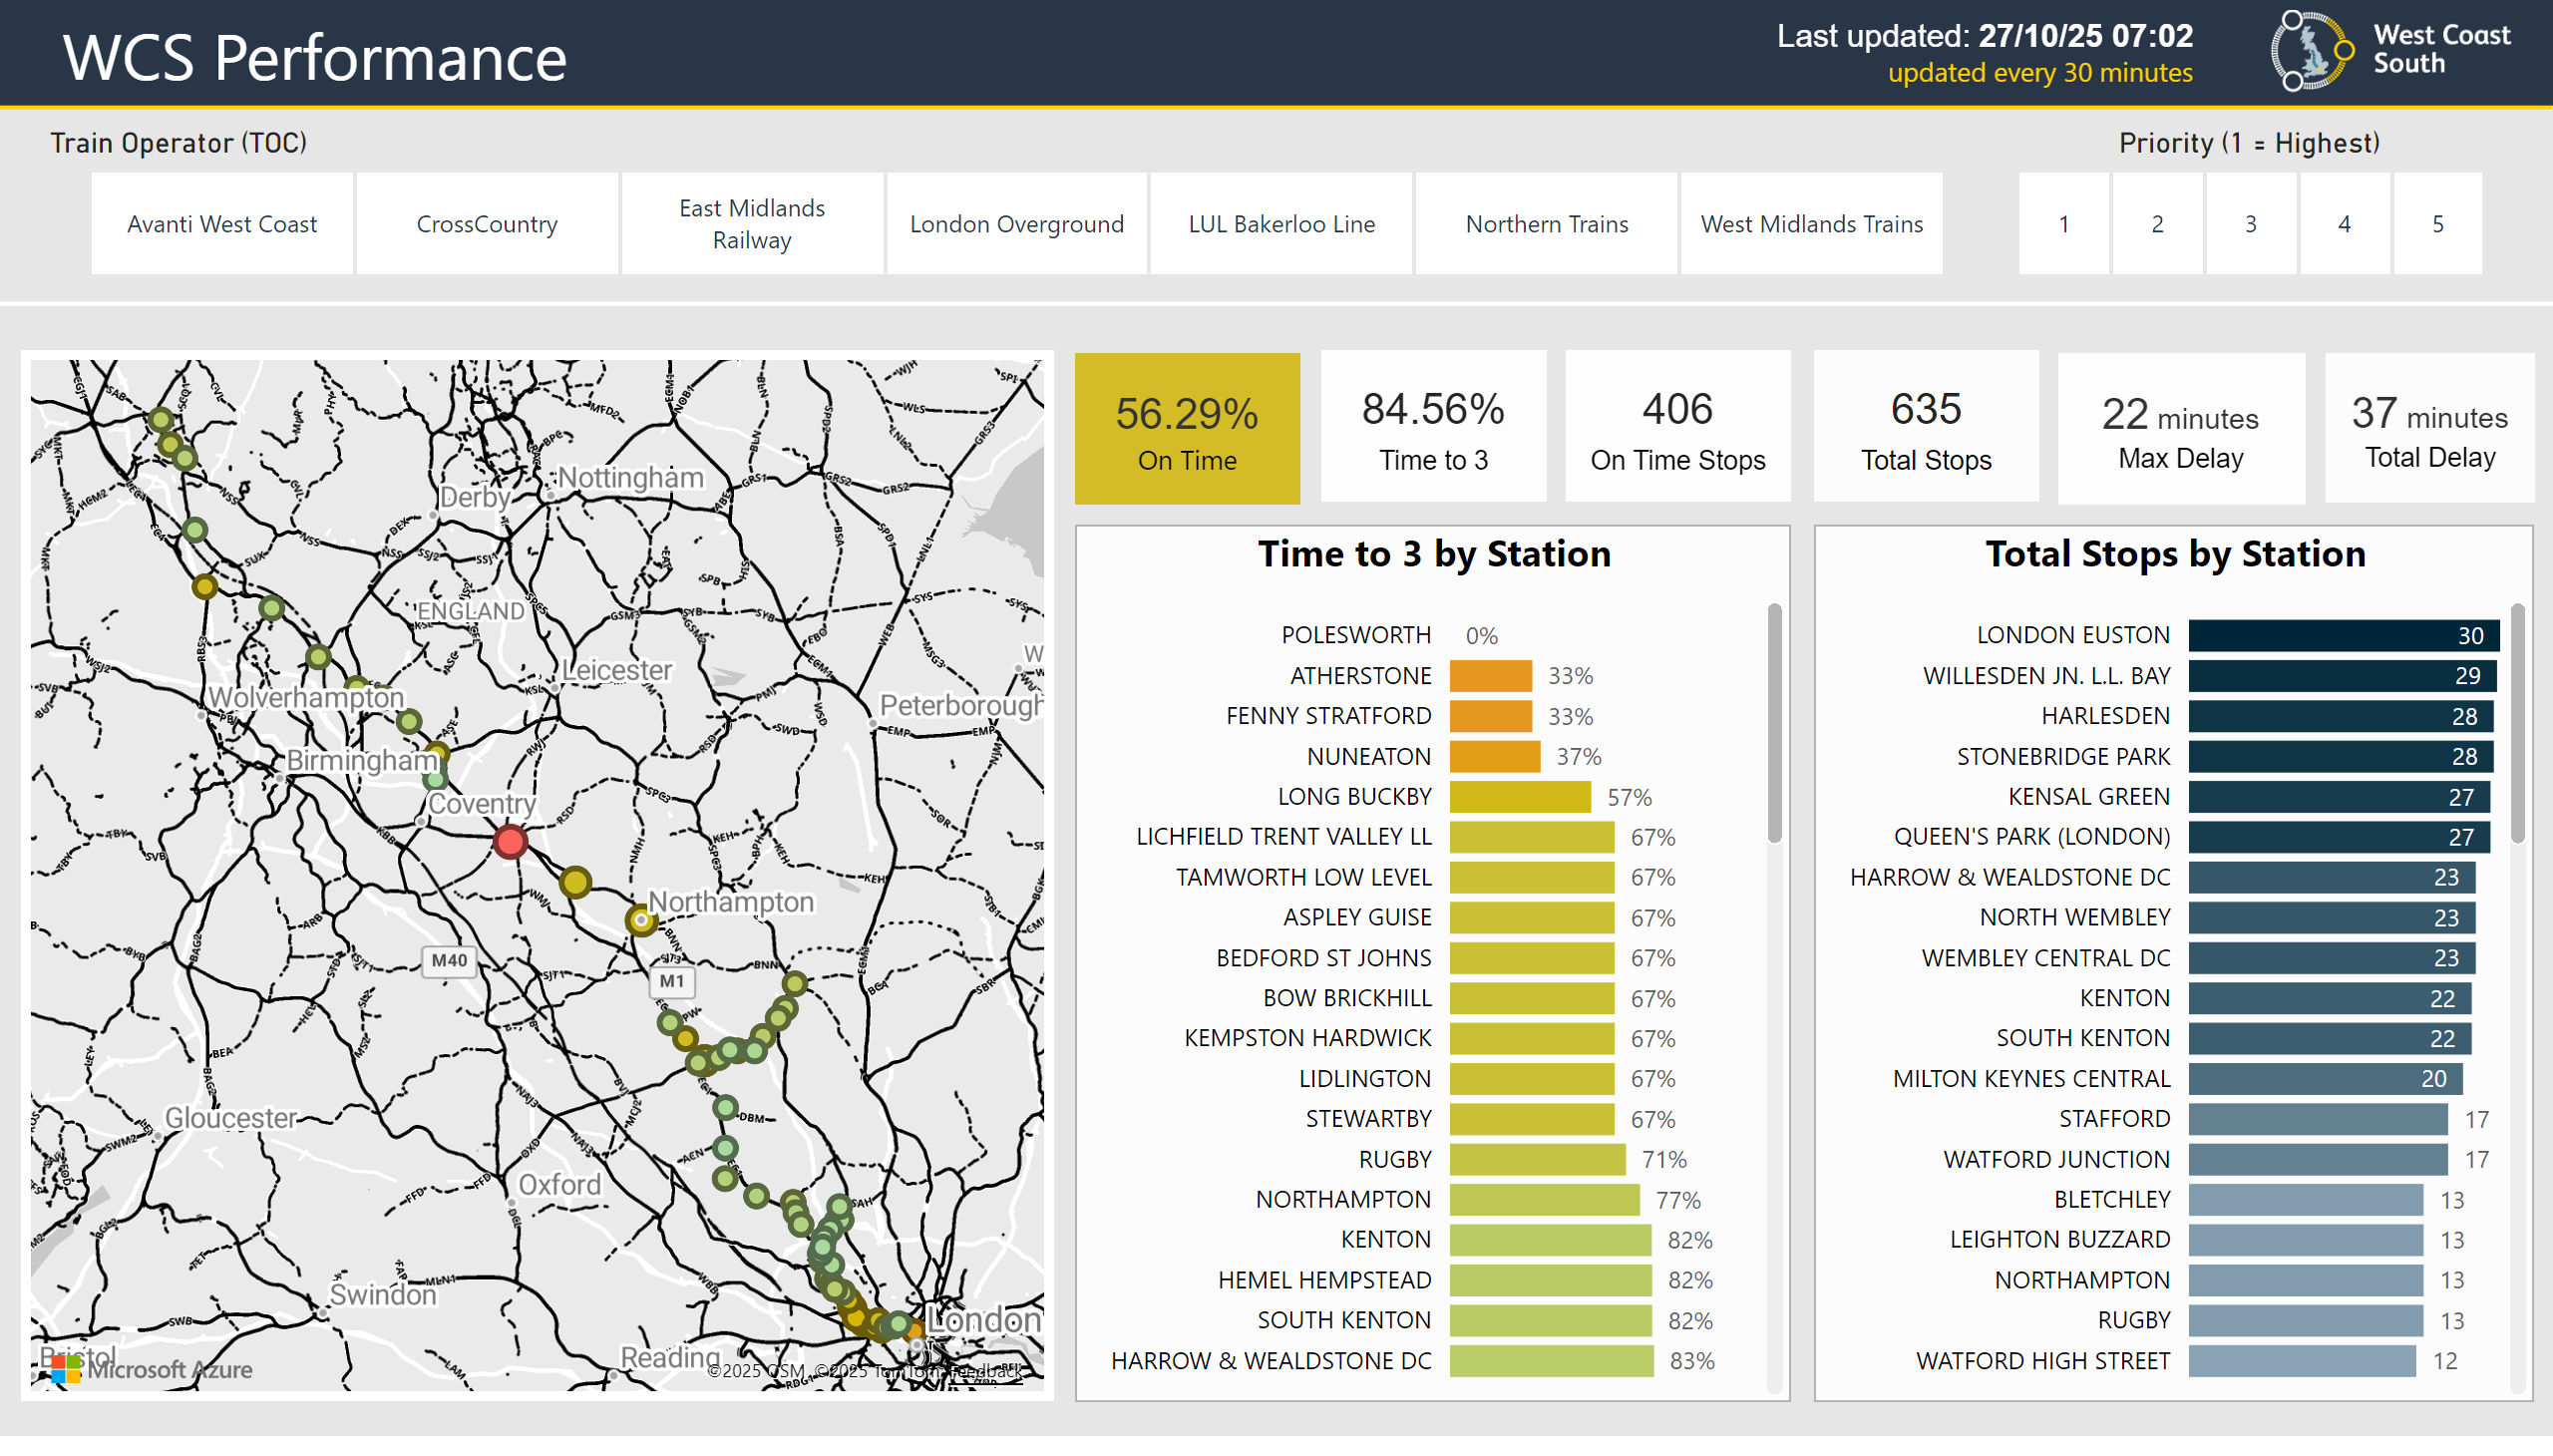 WCS Performance
Last updated: 27/10/25 07:02
updated every 30 minutes
West Coast
South
Train Operator (TOC)
Priority (1 = Highest)
Avanti West Coast
CrossCountry
East Midlands
Railway
London Overground
LUL Bakerloo Line
Northern Trains
West Midlands Trains
1
2
3
4
5
56.29%
On Time
84.56%
Time to 3
406
On Time Stops
635
Total Stops
22 minutes
Max Delay
37 minutes
Total Delay
Nottingham
Derby
ENGLAND
Leicester
Wolverhampton
Peterborough
Birmingham
Coventry
Northampton
M40
M1
Gloucester
Oxford
Swindon
London
Reading
Bristol
Microsoft Azure
©2025 OSM, ©2025 TomTom Feedback
Time to 3 by Station
POLESWORTH 0%
ATHERSTONE 33%
FENNY STRATFORD 33%
NUNEATON 37%
LONG BUCKBY 57%
LICHFIELD TRENT VALLEY LL 67%
TAMWORTH LOW LEVEL 67%
ASPLEY GUISE 67%
BEDFORD ST JOHNS 67%
BOW BRICKHILL 67%
KEMPSTON HARDWICK 67%
LIDLINGTON 67%
STEWARTBY 67%
RUGBY 71%
NORTHAMPTON 77%
KENTON 82%
HEMEL HEMPSTEAD 82%
SOUTH KENTON 82%
HARROW & WEALDSTONE DC 83%
Total Stops by Station
LONDON EUSTON 30
WILLESDEN JN. L.L. BAY 29
HARLESDEN 28
STONEBRIDGE PARK 28
KENSAL GREEN 27
QUEEN'S PARK (LONDON) 27
HARROW & WEALDSTONE DC 23
NORTH WEMBLEY 23
WEMBLEY CENTRAL DC 23
KENTON 22
SOUTH KENTON 22
MILTON KEYNES CENTRAL 20
STAFFORD 17
WATFORD JUNCTION 17
BLETCHLEY 13
LEIGHTON BUZZARD 13
NORTHAMPTON 13
RUGBY 13
WATFORD HIGH STREET 12